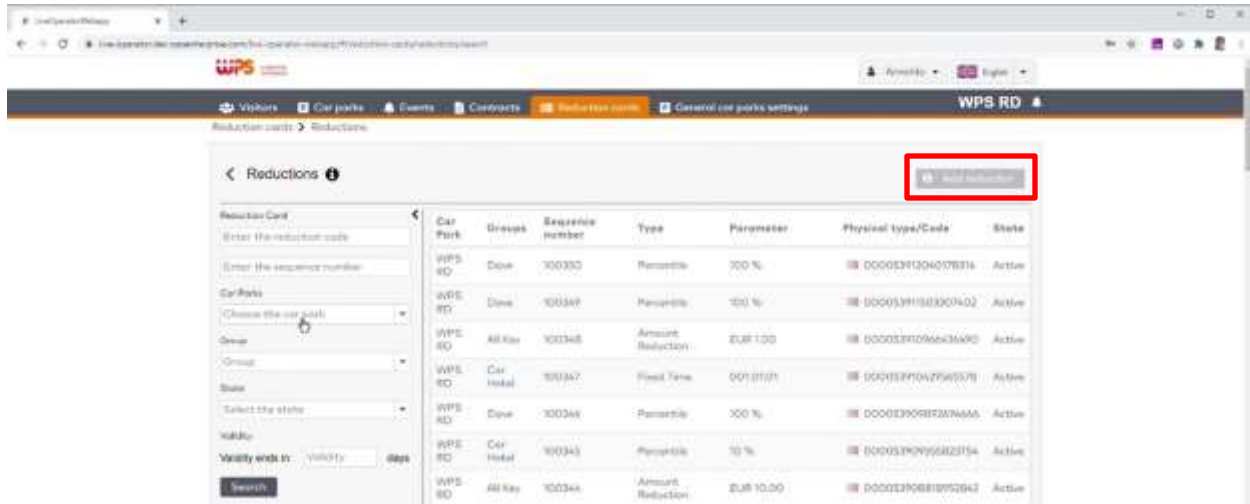 LiveOperatorWebapp
WPS
English
Visitors Car parks Events Contracts Reduction cards General car parks settings WPS RD
Reduction cards > Reductions
Reductions
Add reduction
Reduction Card
Enter the reduction code
Enter the sequence number
Car Parks
Choose the car park
Group
Group
State
Select the state
Validity
Validity ends in Validity days
Search
Car Park Groups Sequence number Type Parameter Physical type/Code State
WPS RD Dave 100350 Percentile 100 % Active
WPS RD Dave 100349 Percentile 100 % Active
WPS RD 100348 Amount Reduction EUR 1.00 Active
WPS RD Car Hotel 100347 Fixed Time Active
WPS RD Dave 100346 Percentile 100 % Active
WPS RD Car Hotel 100345 Percentile 10 % Active
WPS RD 100344 Amount Reduction EUR 10.00 Active